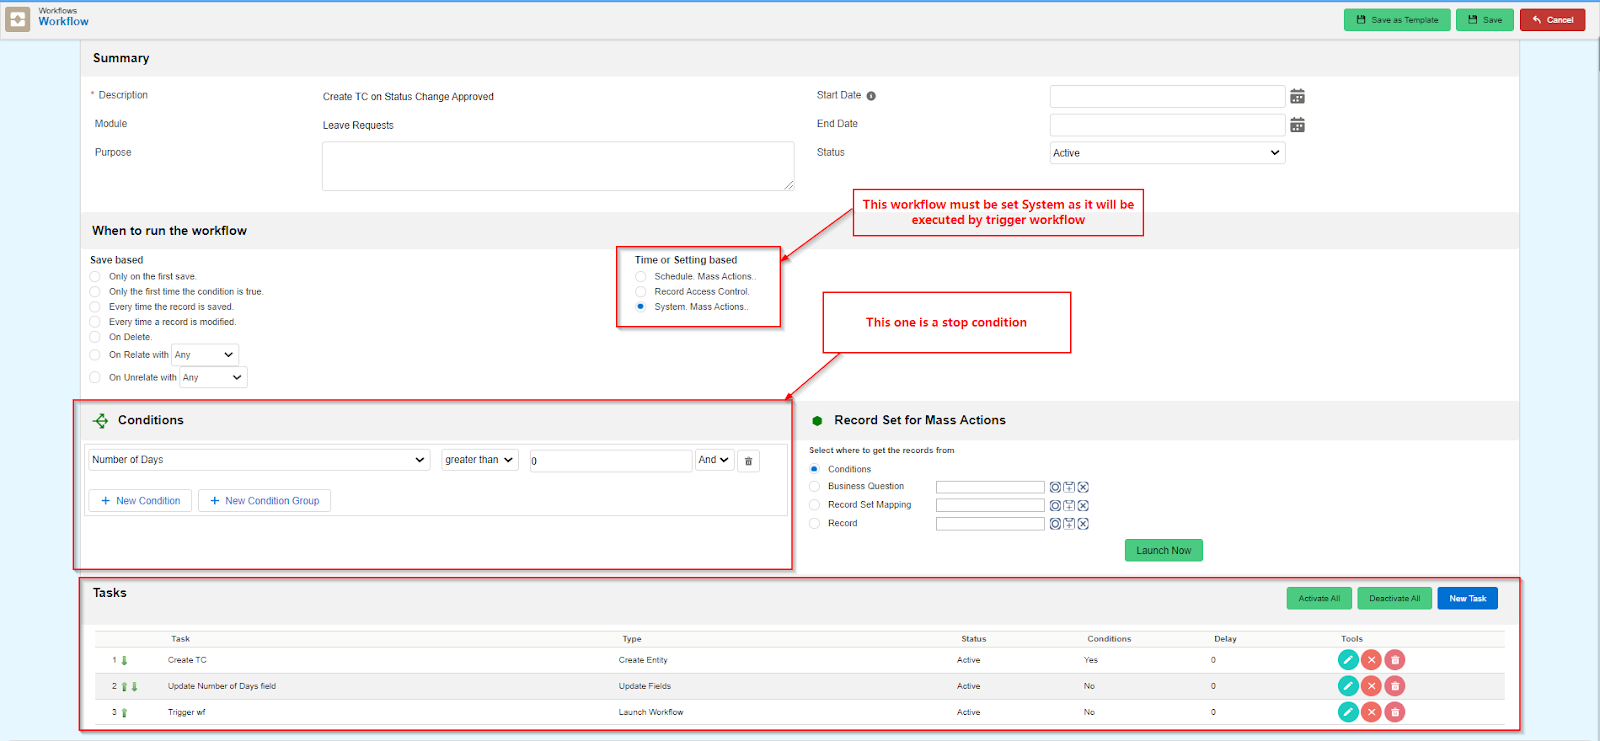 Workflows
Workflow
Save as Template
Save
Cancel
Summary
* Description
Create TC on Status Change Approved
Start Date
Module
Leave Requests
End Date
Purpose
Status
Active
This workflow must be set System as it will be
executed by trigger workflow
When to run the workflow
Save based
Only on the first save.
Only the first time the condition is true.
Every time the record is saved.
Every time a record is modified.
On Delete.
On Relate with Any
On Unrelate with Any
Time or Setting based
Schedule. Mass Actions..
Record Access Control.
System. Mass Actions..
This one is a stop condition
Conditions
Number of Days greater than 0 And
+ New Condition + New Condition Group
Record Set for Mass Actions
Select where to get the records from
Conditions
Business Question
Record Set Mapping
Record
Launch Now
Tasks
Activate All Deactivate All New Task
Task Type Status Conditions Delay Tools
1 Create TC Create Entity Active Yes 0
2 Update Number of Days field Update Fields Active No 0
3 Trigger wf Launch Workflow Active No 0